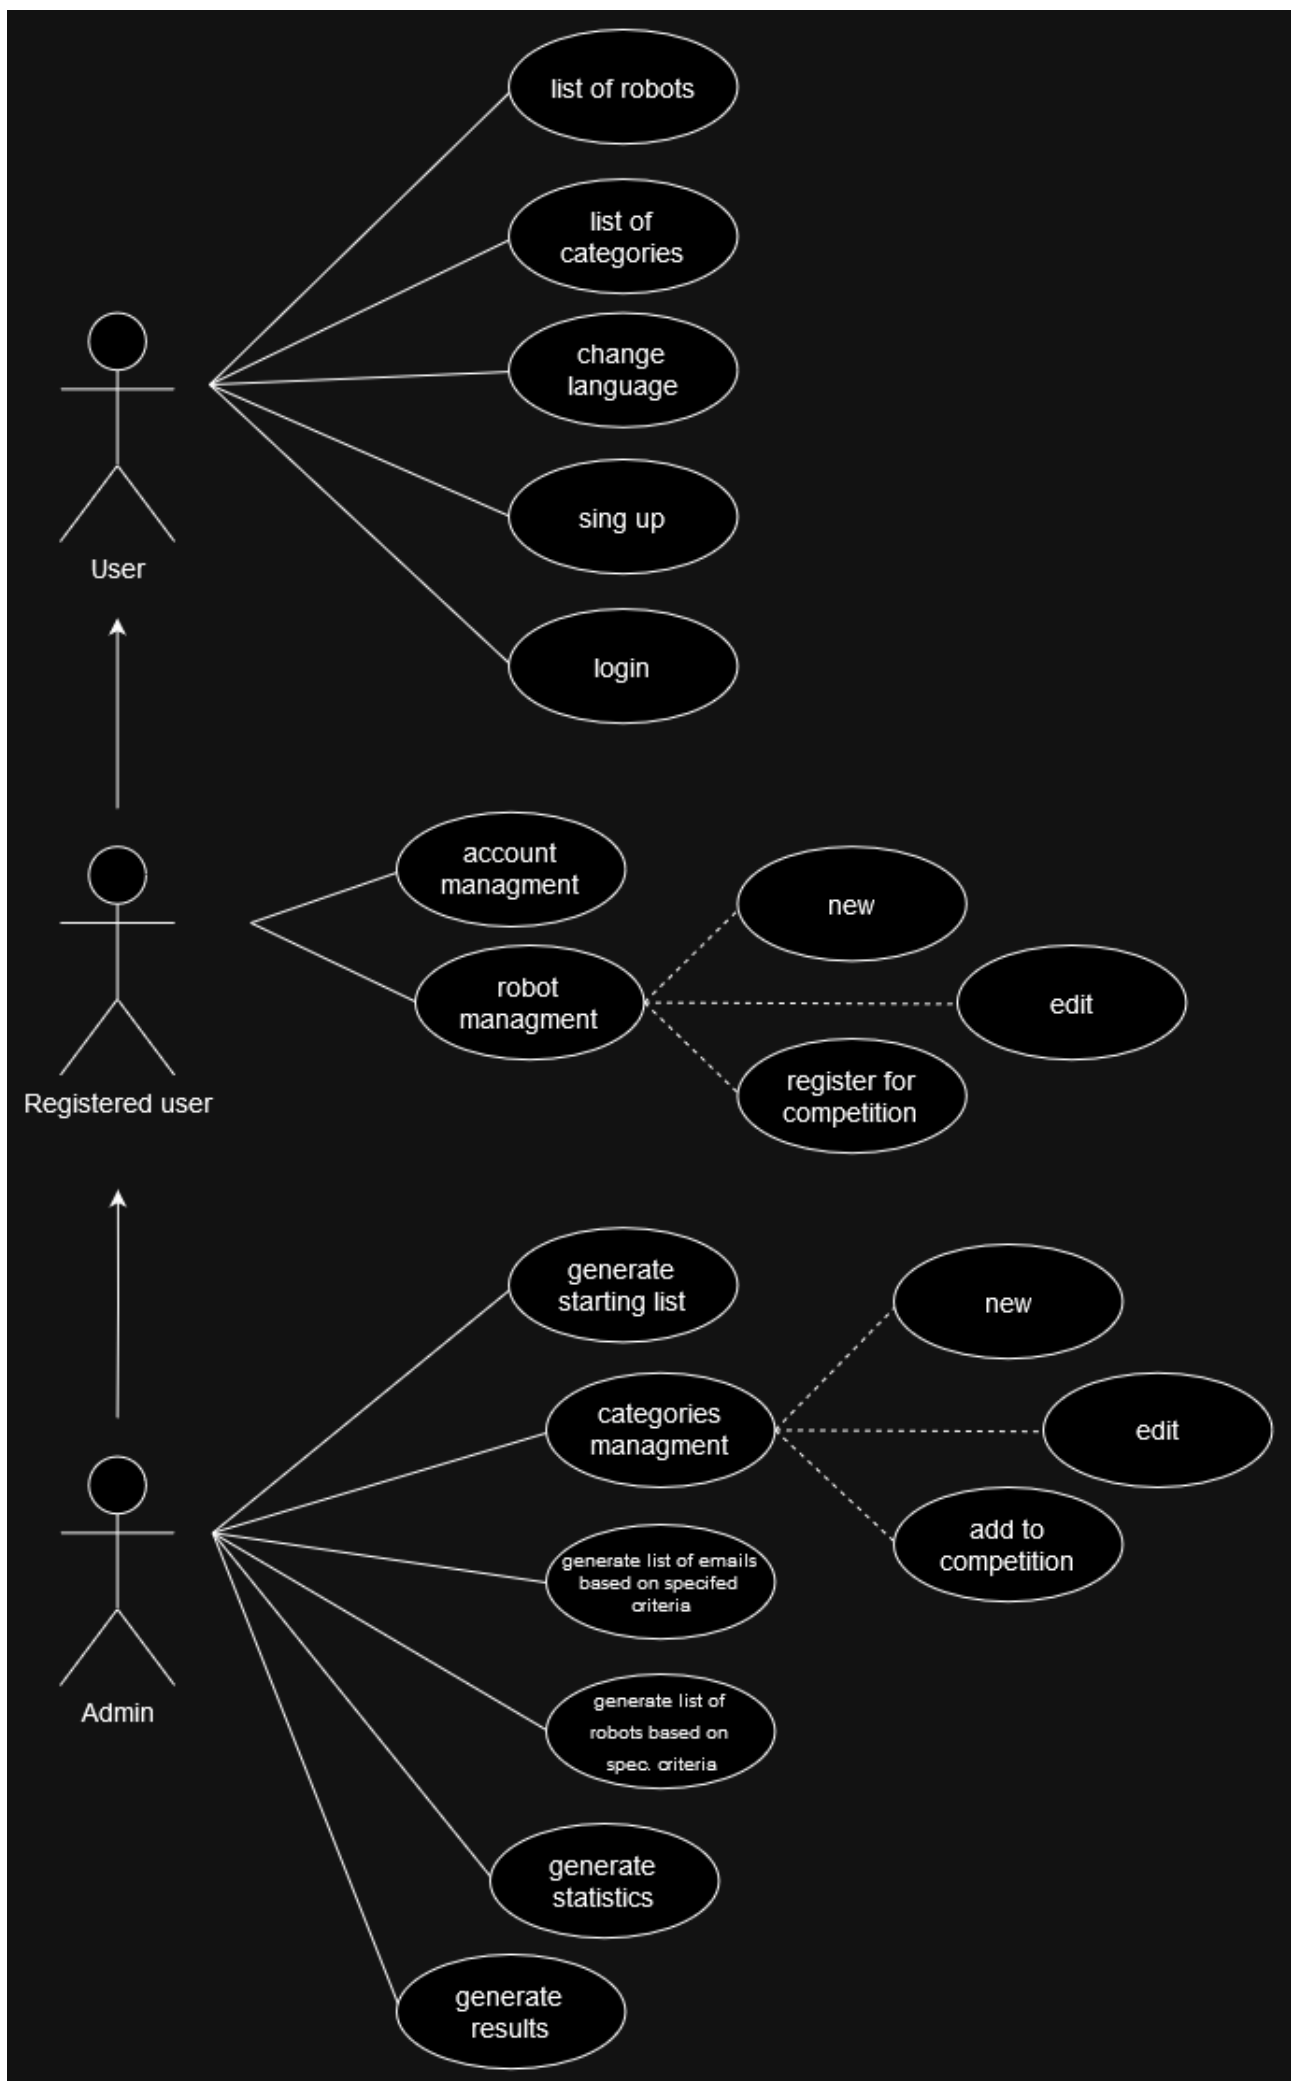 list of robots
list of
categories
change
language
sing up
login
User
account
managment
robot
managment
new
edit
register for
competition
Registered user
generate
starting list
categories
managment
new
edit
add to
competition
generate list of emails
based on specifed
criteria
generate list of
robots based on
spec. criteria
generate
statistics
generate
results
Admin